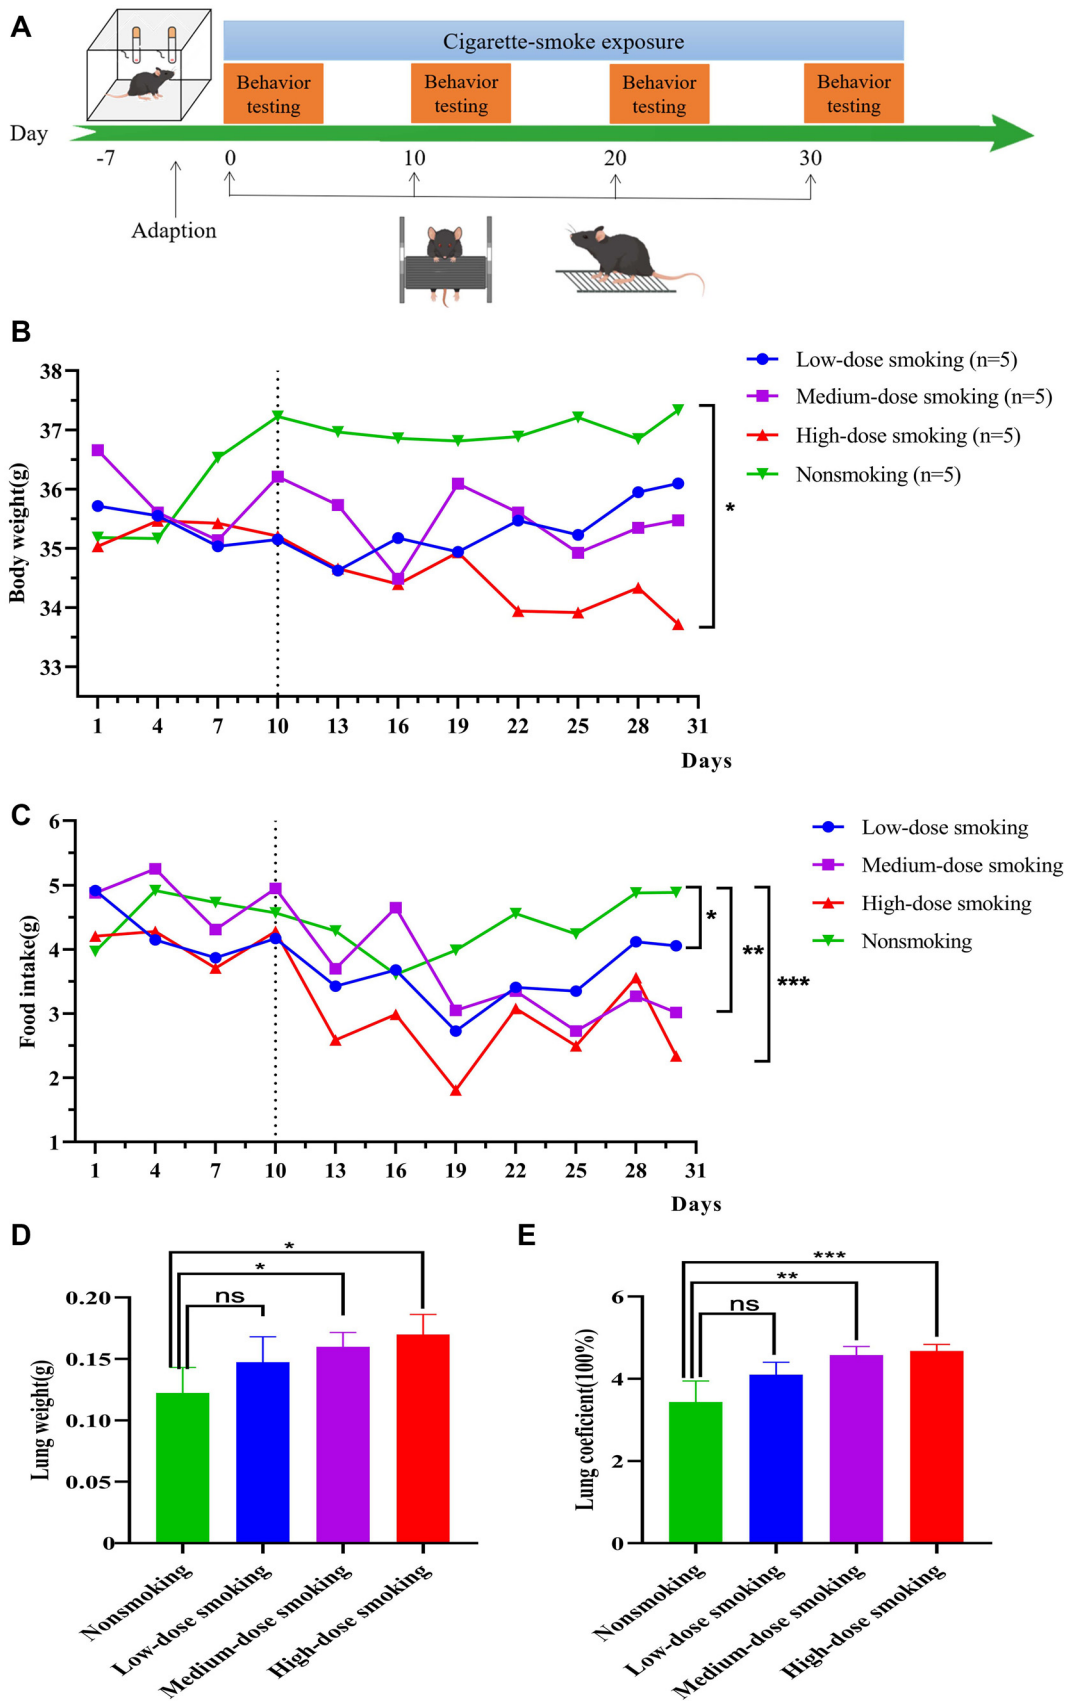 A
Cigarette-smoke exposure
Behavior testing
Behavior testing
Behavior testing
Behavior testing
Day
-7 0 10 20 30
Adaption
B
38
37
36
35
34
33
Body weight(g)
1 4 7 10 13 16 19 22 25 28 31
Days
Low-dose smoking (n=5)
Medium-dose smoking (n=5)
High-dose smoking (n=5)
Nonsmoking (n=5)
*
C
6
5
4
3
2
1
Food intake(g)
1 4 7 10 13 16 19 22 25 28 31
Days
Low-dose smoking
Medium-dose smoking
High-dose smoking
Nonsmoking
*
**
***
D
*
*
ns
0.20
0.15
0.10
0.05
0
Lung weight(g)
Nonsmoking
Low-dose smoking
Medium-dose smoking
High-dose smoking
E
***
**
ns
6
4
2
0
Lung coeficient(100%)
Nonsmoking
Low-dose smoking
Medium-dose smoking
High-dose smoking